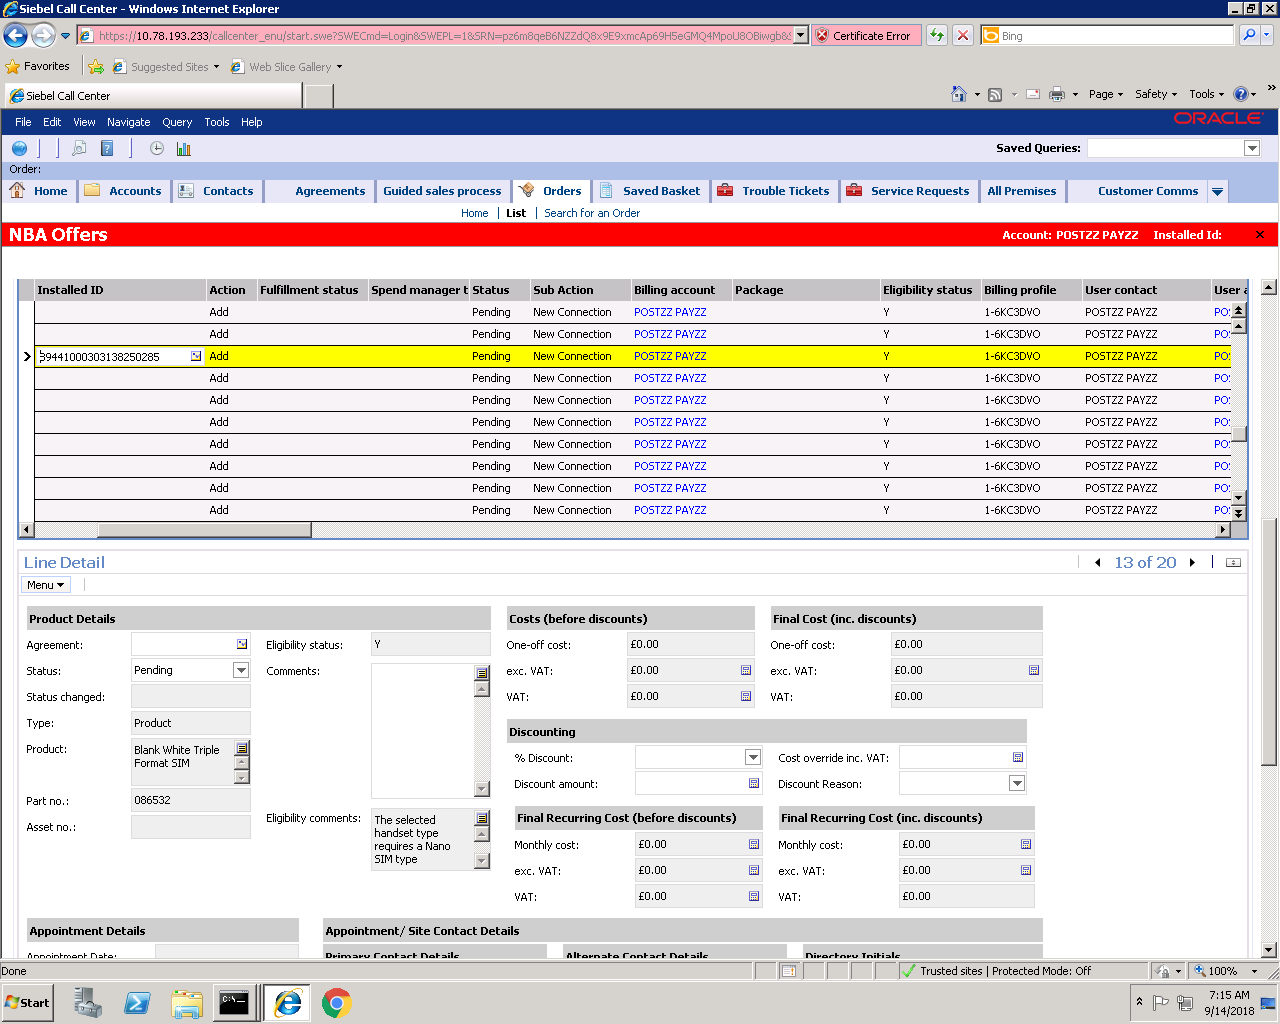 Siebel Call Center - Windows Internet Explorer
https://10.78.193.233/callcenter_enu/start.swe?SWECmd=Login&SWEPL=1&SRN=pz6m8qeB6NZZdQ8x9E9xmcAp69H5eGMQ4MpoU8OBiwgb&
Certificate Error
Bing
Favorites
Suggested Sites
Web Slice Gallery
Siebel Call Center
Page
Safety
Tools
File Edit View Navigate Query Tools Help
ORACLE
Saved Queries:
Order:
Home Accounts Contacts Agreements Guided sales process Orders Saved Basket Trouble Tickets Service Requests All Premises Customer Comms
Home | List | Search for an Order
NBA Offers
Account: POSTZZ PAYZZ Installed Id:
Installed ID Action Fulfillment status Spend manager t Status Sub Action Billing account Package Eligibility status Billing profile User contact User a
Add Pending New Connection POSTZZ PAYZZ Y 1-6KC3DVO POSTZZ PAYZZ PO
Add Pending New Connection POSTZZ PAYZZ Y 1-6KC3DVO POSTZZ PAYZZ PO
39441000303138250285 Add Pending New Connection POSTZZ PAYZZ Y 1-6KC3DVO POSTZZ PAYZZ PO
Add Pending New Connection POSTZZ PAYZZ Y 1-6KC3DVO POSTZZ PAYZZ PO
Add Pending New Connection POSTZZ PAYZZ Y 1-6KC3DVO POSTZZ PAYZZ PO
Add Pending New Connection POSTZZ PAYZZ Y 1-6KC3DVO POSTZZ PAYZZ PO
Add Pending New Connection POSTZZ PAYZZ Y 1-6KC3DVO POSTZZ PAYZZ PO
Add Pending New Connection POSTZZ PAYZZ Y 1-6KC3DVO POSTZZ PAYZZ PO
Add Pending New Connection POSTZZ PAYZZ Y 1-6KC3DVO POSTZZ PAYZZ PO
Add Pending New Connection POSTZZ PAYZZ Y 1-6KC3DVO POSTZZ PAYZZ PO
Line Detail
13 of 20
Menu
Product Details
Agreement:
Status: Pending
Status changed:
Type: Product
Product: Blank White Triple
Format SIM
Part no.: 086532
Asset no.:
Eligibility status: Y
Comments:
Eligibility comments: The selected
handset type
requires a Nano
SIM type
Costs (before discounts)
One-off cost: £0.00
exc. VAT: £0.00
VAT: £0.00
Final Cost (inc. discounts)
One-off cost: £0.00
exc. VAT: £0.00
VAT: £0.00
Discounting
% Discount:
Cost override inc. VAT:
Discount amount:
Discount Reason:
Final Recurring Cost (before discounts)
Monthly cost: £0.00
exc. VAT: £0.00
VAT: £0.00
Final Recurring Cost (inc. discounts)
Monthly cost: £0.00
exc. VAT: £0.00
VAT: £0.00
Appointment Details
Appointment/ Site Contact Details
Appointment Date:
Primary Contact Details
Alternate Contact Details
Directory Initials
Done
Trusted sites | Protected Mode: Off
100%
Start
7:15 AM
9/14/2018